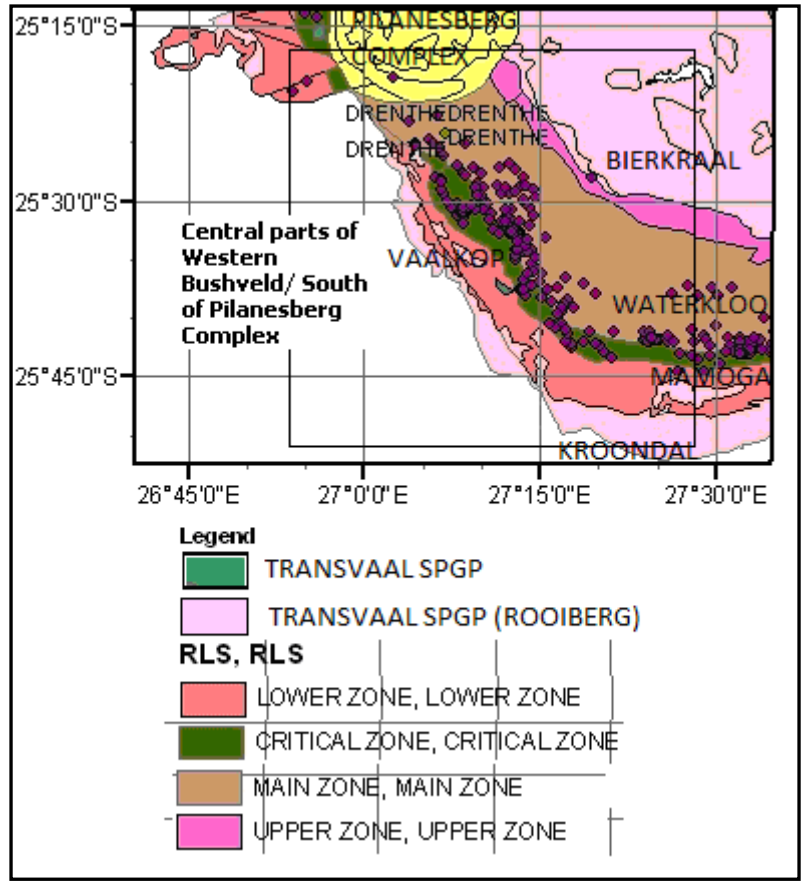 25°15'0"S
PILANESBERG
COMPLEX
DRENTHE DRENTHE
DRENTHE
DRENTHE
BIERKRAAL
25°30'0"S
Central parts of
Western
Bushveld/ South
of Pilanesberg
Complex
VAALKOP
WATERKLOO
25°45'0"S
MAMOGA
KROONDAL
26°45'0"E 27°0'0"E 27°15'0"E 27°30'0"E
Legend
TRANSVAAL SPGP
TRANSVAAL SPGP (ROOIBERG)
RLS, RLS
LOWER ZONE, LOWER ZONE
CRITICAL ZONE, CRITICAL ZONE
MAIN ZONE, MAIN ZONE
UPPER ZONE, UPPER ZONE